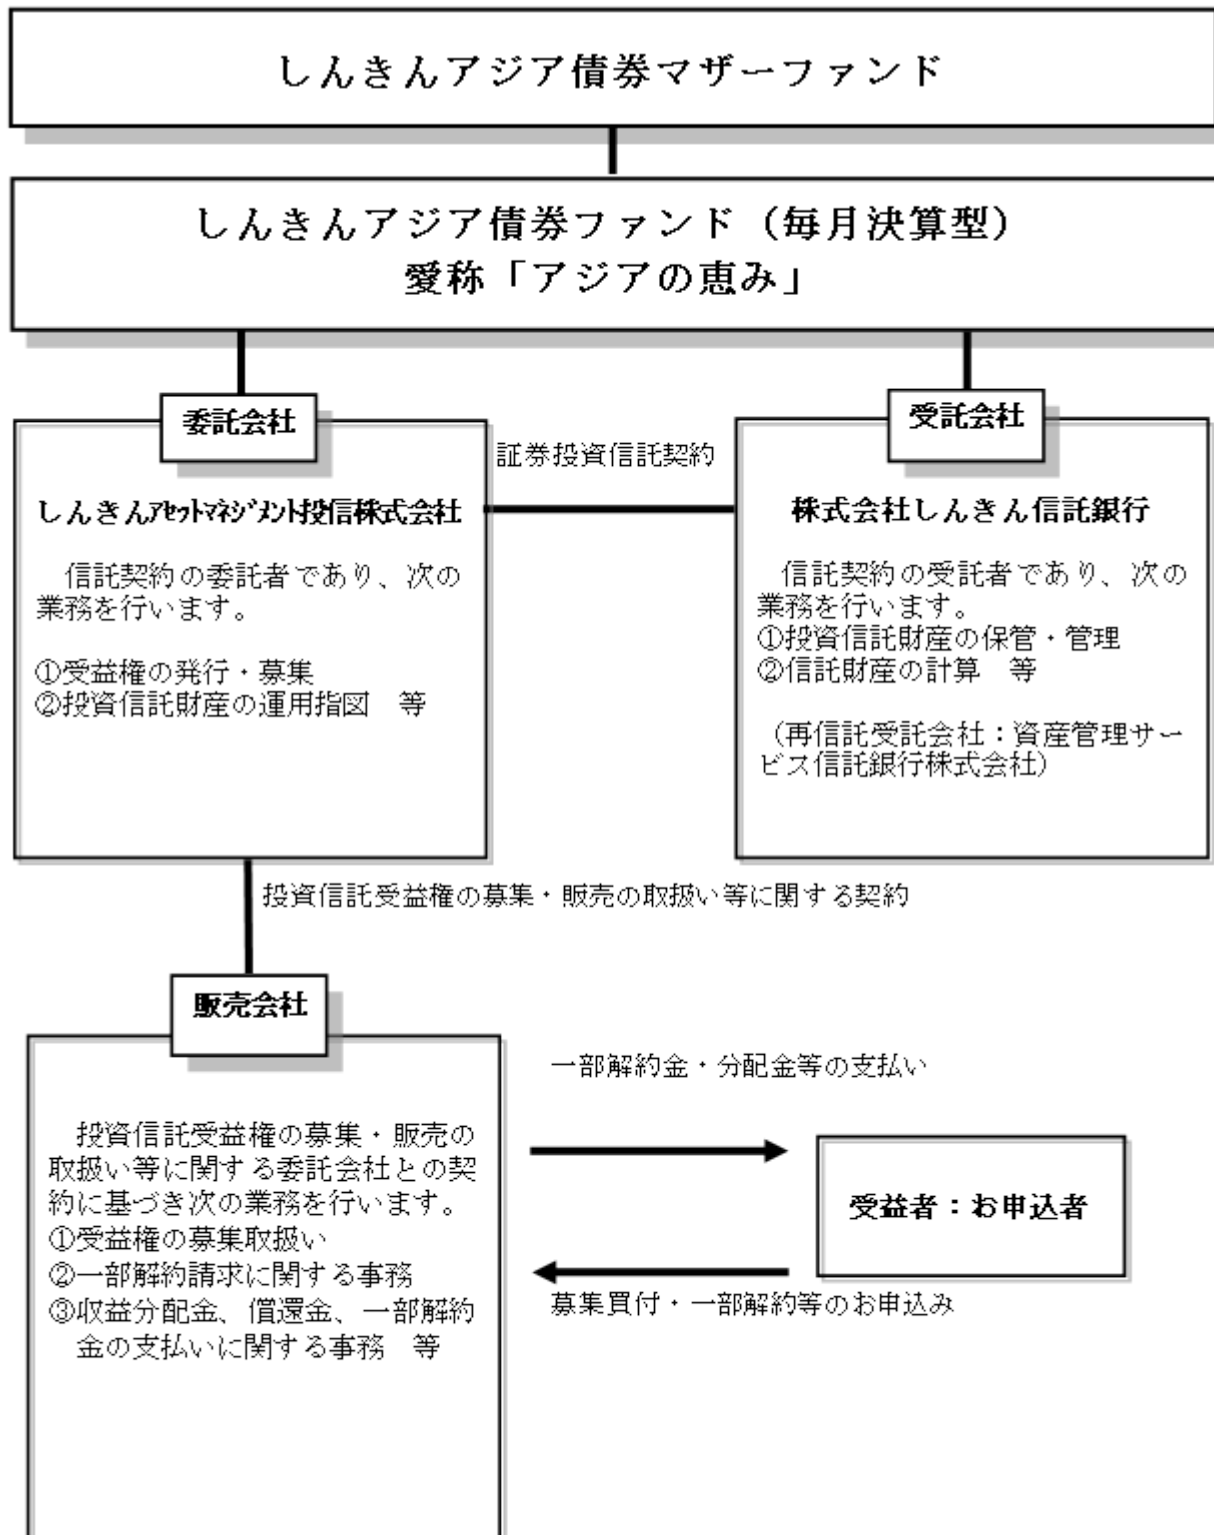 しんきんアジア債券マザーファンド
しんきんアジア債券ファンド（毎月決算型）
愛称「アジアの恵み」
委託会社
しんきんｱｾｯﾄﾏﾈｼﾞﾒﾝﾄ投信株式会社
　信託契約の委託者であり、次の
業務を行います。
①受益権の発行・募集
②投資信託財産の運用指図　等
証券投資信託契約
受託会社
株式会社しんきん信託銀行
　信託契約の受託者であり、次の
業務を行います。
①投資信託財産の保管・管理
②信託財産の計算　等
（再信託受託会社：資産管理サー
ビス信託銀行株式会社）
投資信託受益権の募集・販売の取扱い等に関する契約
販売会社
　投資信託受益権の募集・販売の
取扱い等に関する委託会社との契
約に基づき次の業務を行います。
①受益権の募集取扱い
②一部解約請求に関する事務
③収益分配金、償還金、一部解約
　金の支払いに関する事務　等
一部解約金・分配金等の支払い
受益者：お申込者
募集買付・一部解約等のお申込み